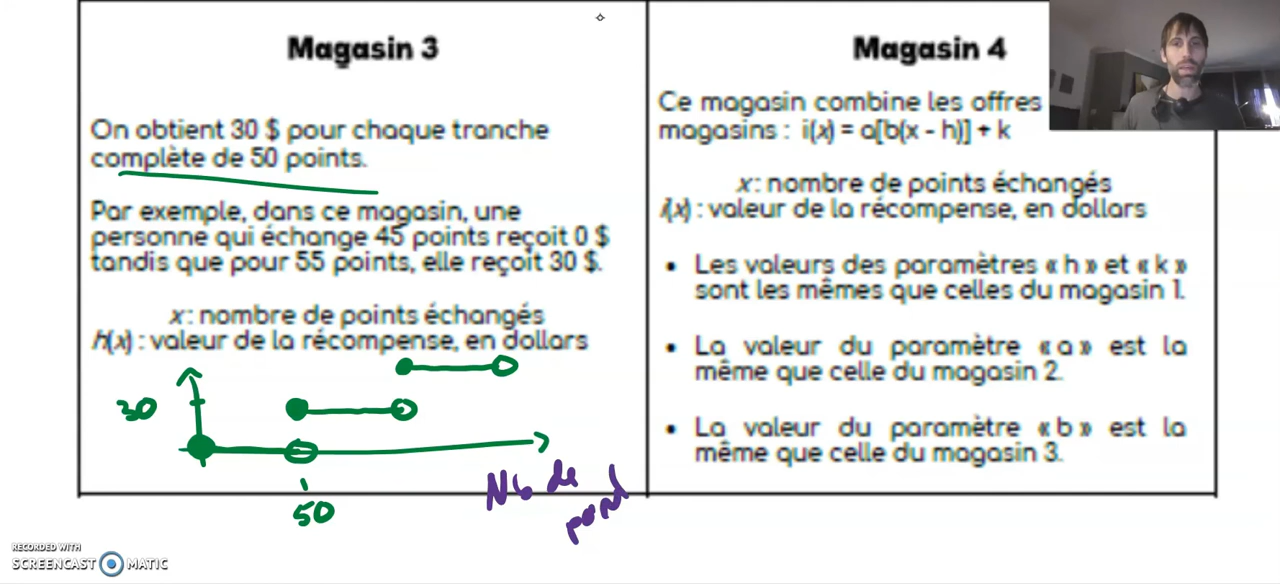 Magasin 3
On obtient 30 $ pour chaque tranche
complète de 50 points.
Par exemple, dans ce magasin, une
personne qui échange 45 points reçoit 0 $
tandis que pour 55 points, elle reçoit 30 $.
x : nombre de points échangés
h(x) : valeur de la récompense, en dollars
30
50
Nb de
Magasin 4
Ce magasin combine les offres
magasins : i(x) = a[b(x - h)] + k
x : nombre de points échangés
i(x) : valeur de la récompense, en dollars
• Les valeurs des paramètres « h » et « k »
sont les mêmes que celles du magasin 1.
• La valeur du paramètre « a » est la
même que celle du magasin 2.
• La valeur du paramètre « b » est la
même que celle du magasin 3.
RECORDED WITH
SCREENCAST MATIC